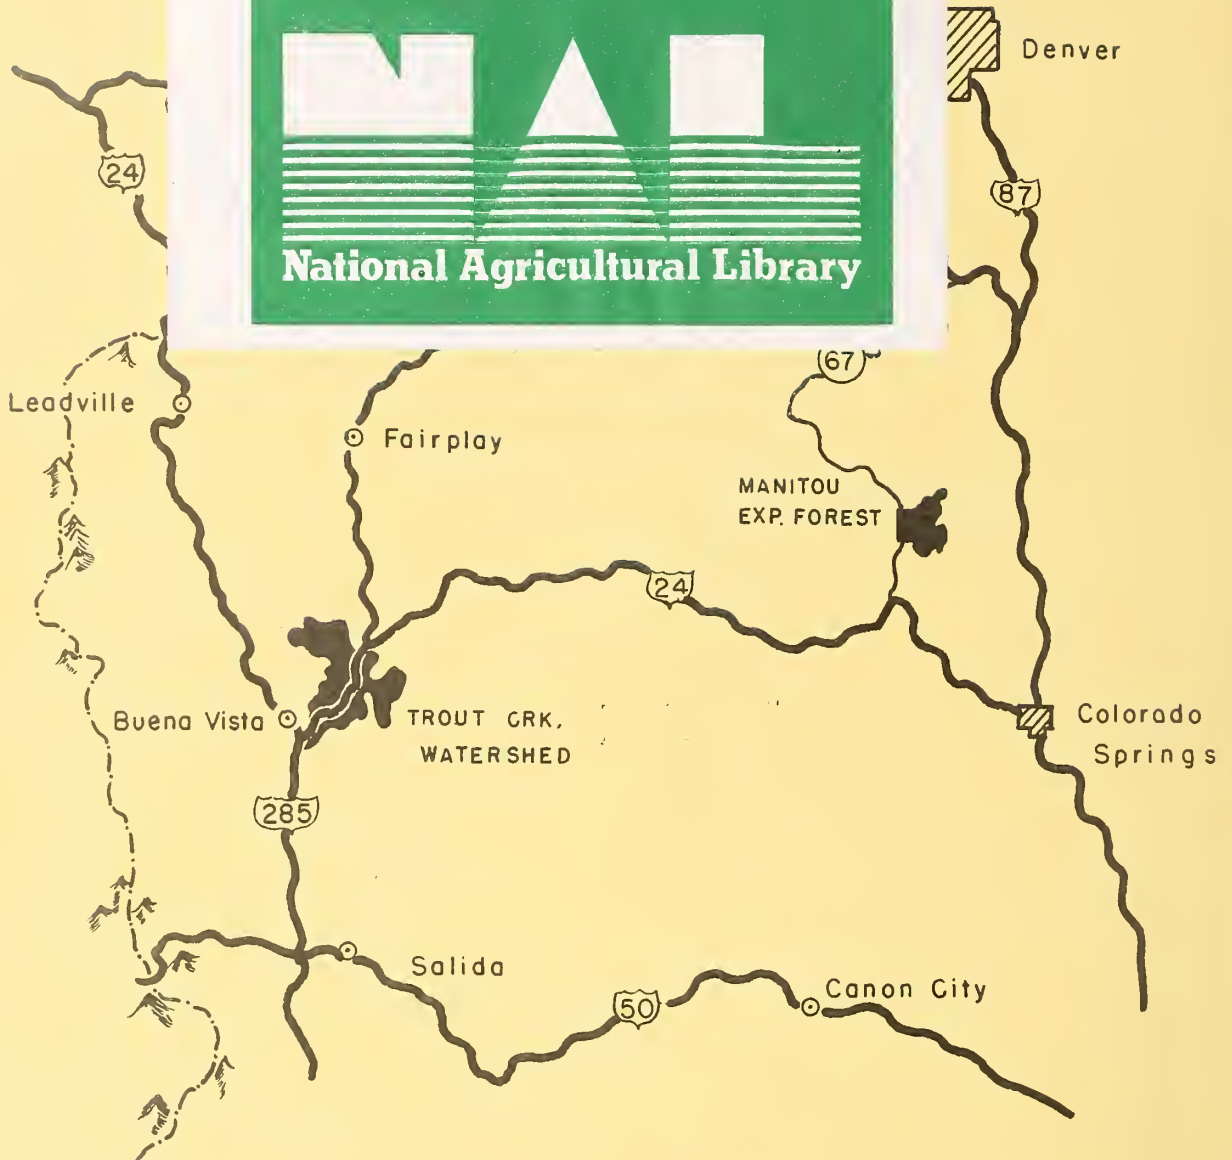 NAL
National Agricultural Library
Denver
24
87
67
Leadville
Fairplay
MANITOU
EXP. FOREST
24
Buena Vista
TROUT CRK.
WATERSHED
Colorado
Springs
285
Salida
50
Canon City